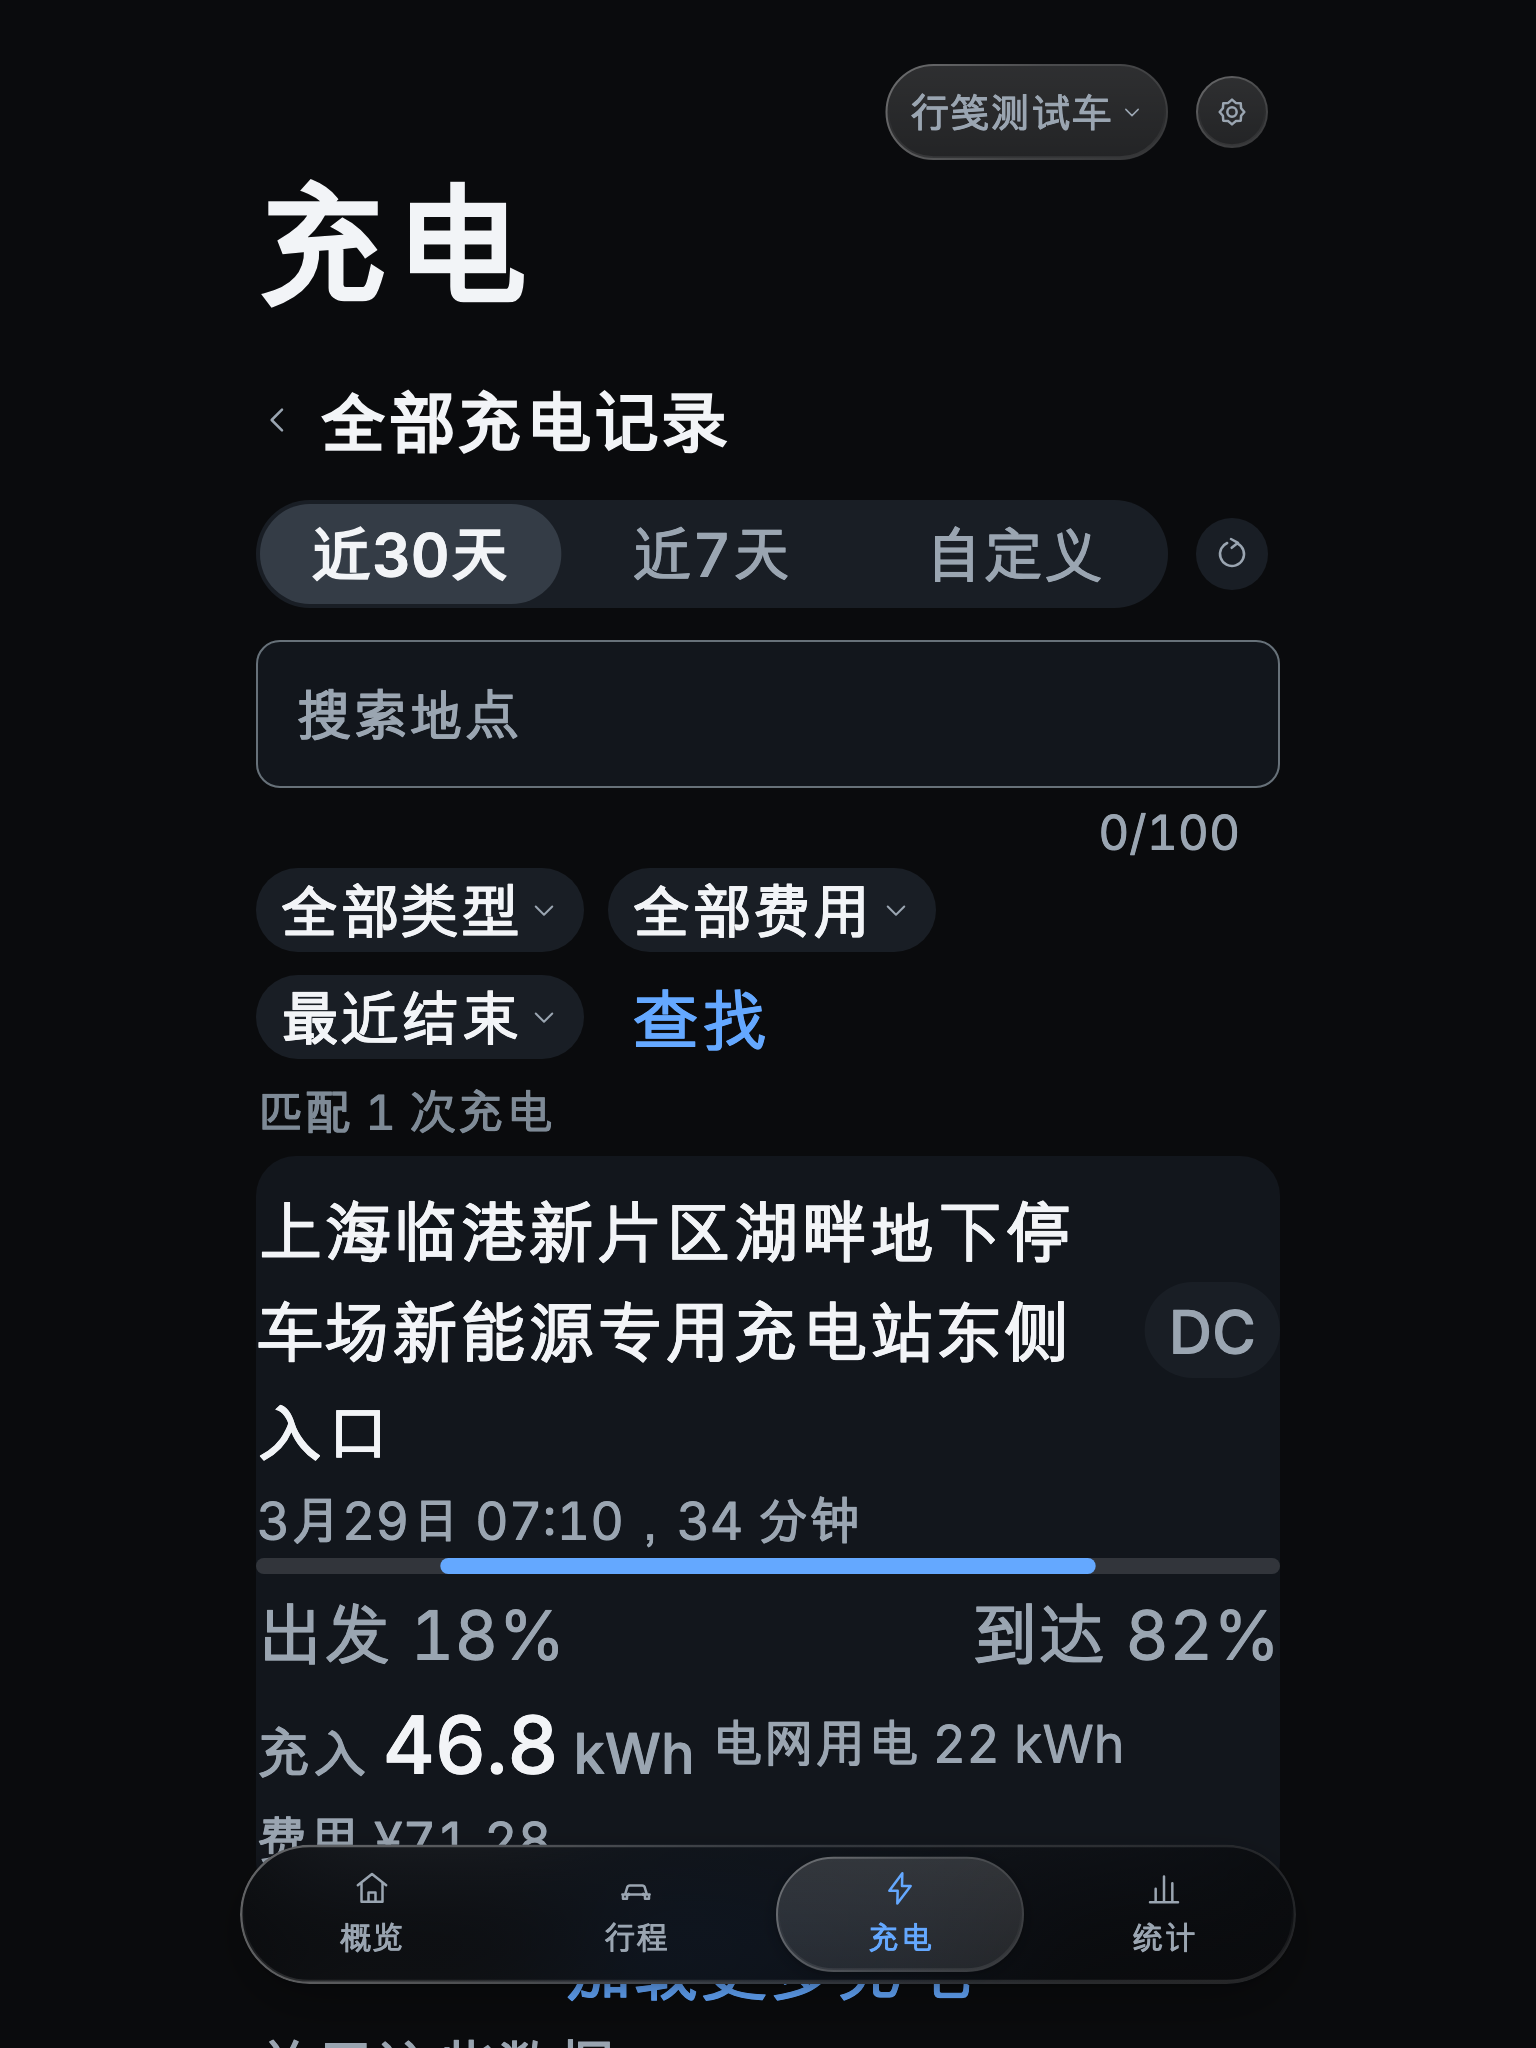 行笺测试车
充电
全部充电记录
近30天 近7天 自定义
搜索地点
0/100
全部类型 全部费用
最近结束 查找
匹配 1 次充电
上海临港新片区湖畔地下停
车场新能源专用充电站东侧
入口
DC
3月29日 07:10，34 分钟
出发 18% 到达 82%
充入 46.8 kWh 电网用电 22 kWh
费用 ¥71.28
概览 行程 充电 统计